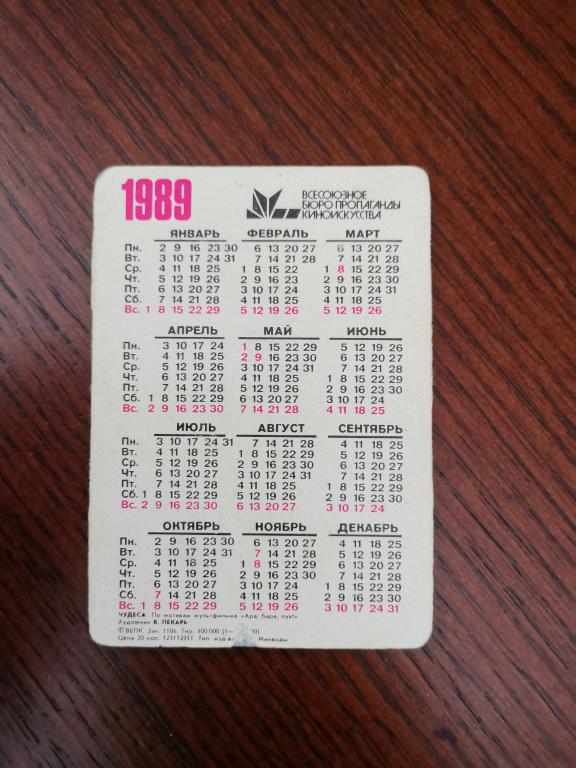 1989
ВСЕСОЮЗНОЕ
БЮРО ПРОПАГАНДЫ
КИНОИСКУССТВА
ЯНВАРЬ ФЕВРАЛЬ МАРТ
Пн. 2 9 16 23 30 6 13 20 27 6 13 20 27
Вт. 3 10 17 24 31 7 14 21 28 7 14 21 28
Ср. 4 11 18 25 1 8 15 22 1 8 15 22 29
Чт. 5 12 19 26 2 9 16 23 2 9 16 23 30
Пт. 6 13 20 27 3 10 17 24 3 10 17 24 31
Сб. 7 14 21 28 4 11 18 25 4 11 18 25
Вс. 1 8 15 22 29 5 12 19 26 5 12 19 26
АПРЕЛЬ МАЙ ИЮНЬ
Пн. 3 10 17 24 1 8 15 22 29 5 12 19 26
Вт. 4 11 18 25 2 9 16 23 30 6 13 20 27
Ср. 5 12 19 26 3 10 17 24 31 7 14 21 28
Чт. 6 13 20 27 4 11 18 25 1 8 15 22 29
Пт. 7 14 21 28 5 12 19 26 2 9 16 23 30
Сб. 1 8 15 22 29 6 13 20 27 3 10 17 24
Вс. 2 9 16 23 30 7 14 21 28 4 11 18 25
ИЮЛЬ АВГУСТ СЕНТЯБРЬ
Пн. 3 10 17 24 31 7 14 21 28 4 11 18 25
Вт. 4 11 18 25 1 8 15 22 29 5 12 19 26
Ср. 5 12 19 26 2 9 16 23 30 6 13 20 27
Чт. 6 13 20 27 3 10 17 24 31 7 14 21 28
Пт. 7 14 21 28 4 11 18 25 1 8 15 22 29
Сб. 1 8 15 22 29 5 12 19 26 2 9 16 23 30
Вс. 2 9 16 23 30 6 13 20 27 3 10 17 24
ОКТЯБРЬ НОЯБРЬ ДЕКАБРЬ
Пн. 2 9 16 23 30 6 13 20 27 4 11 18 25
Вт. 3 10 17 24 31 7 14 21 28 5 12 19 26
Ср. 4 11 18 25 1 8 15 22 29 6 13 20 27
Чт. 5 12 19 26 2 9 16 23 30 7 14 21 28
Пт. 6 13 20 27 3 10 17 24 1 8 15 22 29
Сб. 7 14 21 28 4 11 18 25 2 9 16 23 30
Вс. 1 8 15 22 29 5 12 19 26 3 10 17 24 31
ЧУДЕСА По мотивам мультфильма «Ара, бара, пух!»
Художник В. ПЕКАРЬ
© ВБПК. Зак. 1106. Тир. 300 000 (1—
Цена 20 коп. 123112311. Тип. изд-ва Минводы